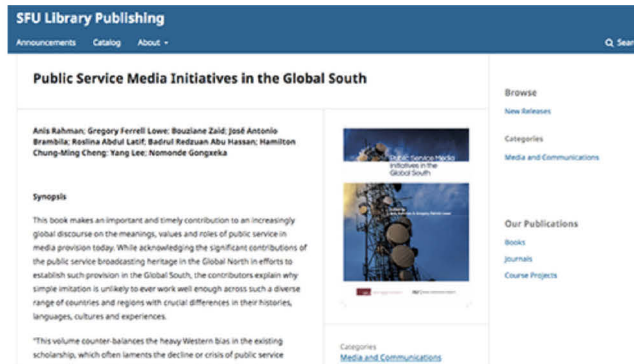 SFU Library Publishing
Announcements Catalog About
Sear
Public Service Media Initiatives in the Global South
Anis Rahman; Gregory Ferrell Lowe; Bouziane Zaid; José Antonio
Brambila; Roslina Abdul Latif; Badrul Redzuan Abu Hassan; Hamilton
Chung-Ming Cheng; Yang Lee; Nomonde Gongxeka
Synopsis
This book makes an important and timely contribution to an increasingly
global discourse on the meanings, values and roles of public service in
media provision today. While acknowledging the significant contributions of
the public service broadcasting heritage in the Global North in efforts to
establish such provision in the Global South, the contributors explain why
simple imitation is unlikely to ever work well enough across such a diverse
range of countries and regions with crucial differences in their histories,
languages, cultures and experiences.
"This volume counter-balances the heavy Western bias in the existing
scholarship, which often laments the decline or crisis of public service
Public Service Media
Initiatives in the
Global South
Categories
Media and Communications
Browse
New Releases
Categories
Media and Communications
Our Publications
Books
Journals
Course Projects